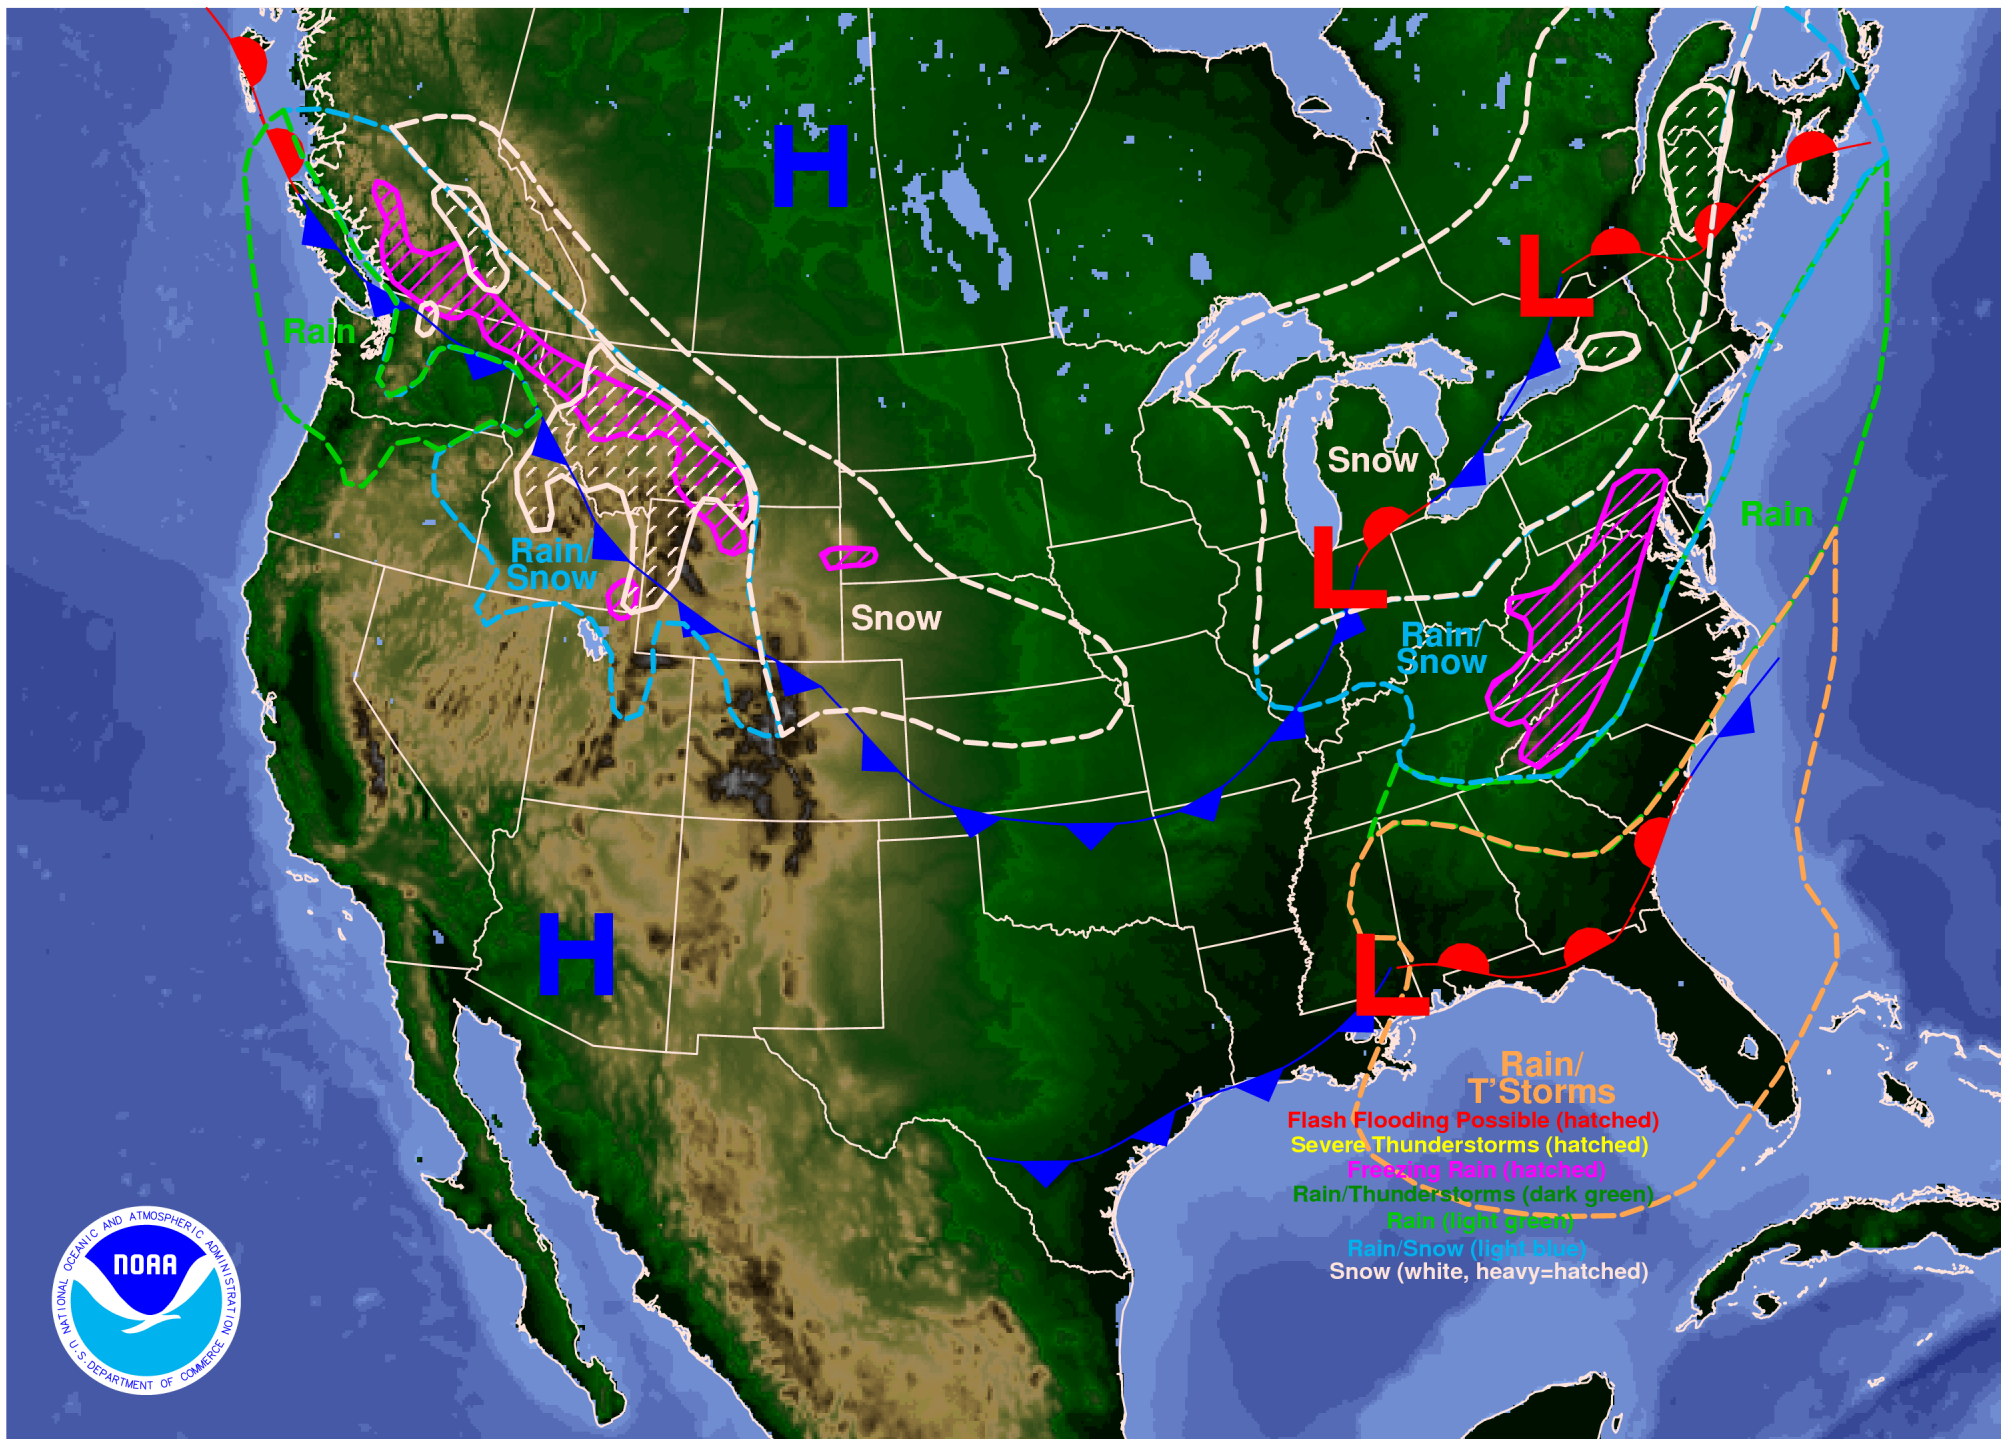 H
L
Rain
Snow
Rain
L
Rain/
Snow
Snow
Rain/
Snow
H
L
Rain/
T'Storms
Flash Flooding Possible (hatched)
Severe Thunderstorms (hatched)
Freezing Rain (hatched)
Rain/Thunderstorms (dark green)
Rain (light green)
Rain/Snow (light blue)
Snow (white, heavy=hatched)
NATIONAL OCEANIC AND ATMOSPHERIC ADMINISTRATION
NOAA
U.S. DEPARTMENT OF COMMERCE